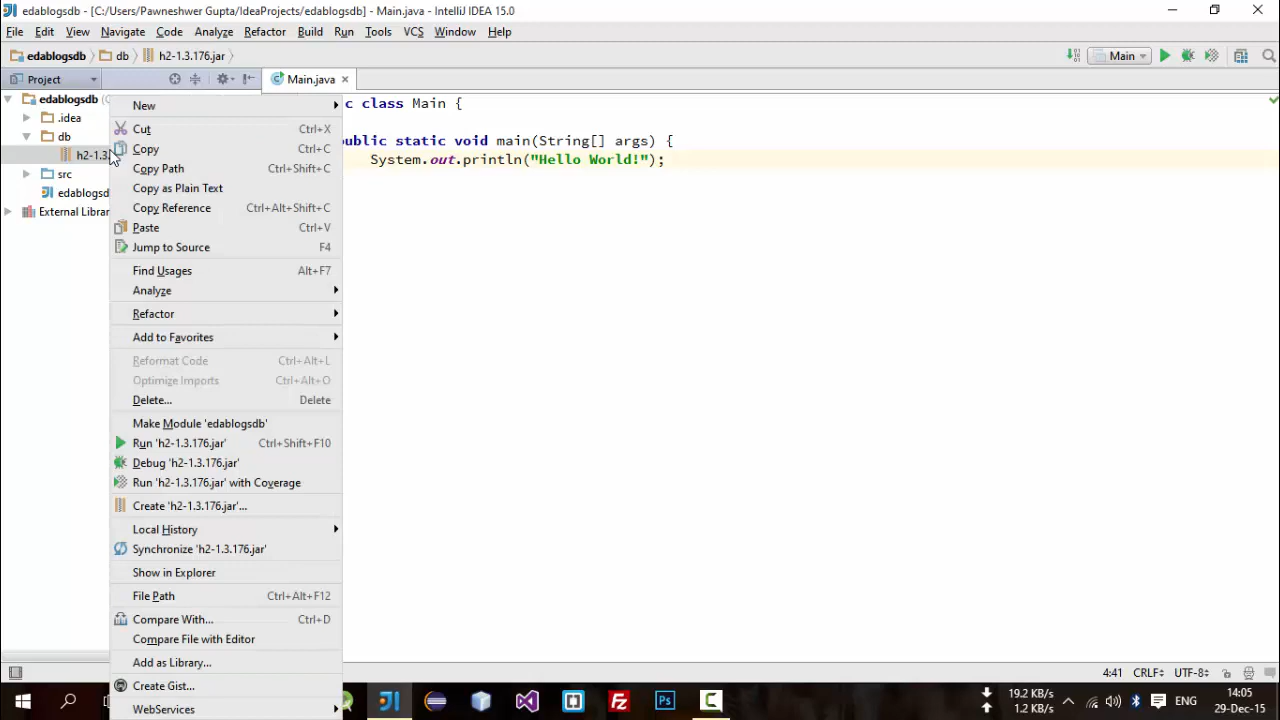 edablogsdb - [C:/Users/Pawneshwer Gupta/IdeaProjects/edablogsdb] - Main.java - IntelliJ IDEA 15.0
File Edit View Navigate Code Analyze Refactor Build Run Tools VCS Window Help
edablogsdb db h2-1.3.176.jar Main
Project Main.java
edablogsdb
.idea
db
h2-1.3.
src
edablogsd
External Librar
c class Main {
public static void main(String[] args) {
System.out.println("Hello World!");
New
Cut Ctrl+X
Copy Ctrl+C
Copy Path Ctrl+Shift+C
Copy as Plain Text
Copy Reference Ctrl+Alt+Shift+C
Paste Ctrl+V
Jump to Source F4
Find Usages Alt+F7
Analyze
Refactor
Add to Favorites
Reformat Code Ctrl+Alt+L
Optimize Imports Ctrl+Alt+O
Delete... Delete
Make Module 'edablogsdb'
Run 'h2-1.3.176.jar' Ctrl+Shift+F10
Debug 'h2-1.3.176.jar'
Run 'h2-1.3.176.jar' with Coverage
Create 'h2-1.3.176.jar'...
Local History
Synchronize 'h2-1.3.176.jar'
Show in Explorer
File Path Ctrl+Alt+F12
Compare With... Ctrl+D
Compare File with Editor
Add as Library...
Create Gist...
WebServices
4:41 CRLF÷ UTF-8÷
19.2 KB/s
1.2 KB/s
ENG
14:05
29-Dec-15
Ps